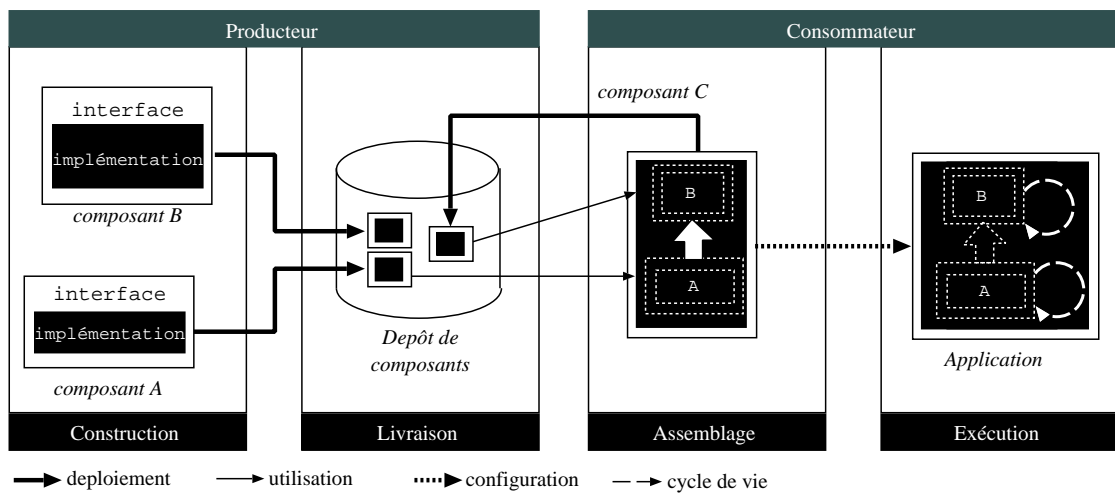 Producteur
Consommateur
interface
implémentation
composant B
interface
implémentation
composant A
Depôt de
composants
composant C
B
A
B
A
Application
Construction
Livraison
Assemblage
Exécution
deploiement
utilisation
configuration
cycle de vie